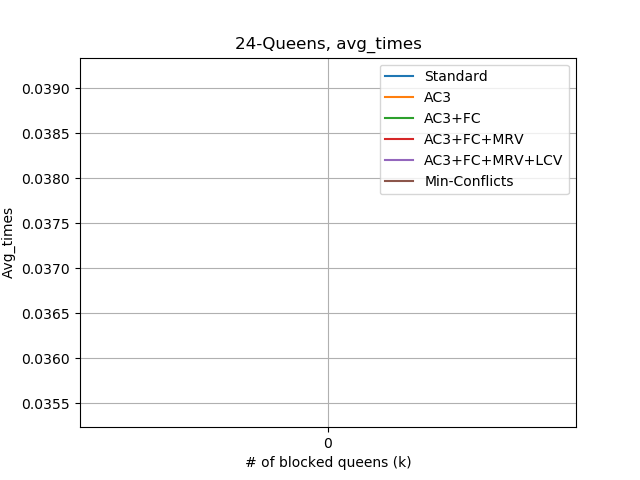 24-Queens, avg_times
Standard
AC3
AC3+FC
AC3+FC+MRV
AC3+FC+MRV+LCV
Min-Conflicts
0.0390
0.0385
0.0380
0.0375
0.0370
0.0365
0.0360
0.0355
Avg_times
0
# of blocked queens (k)